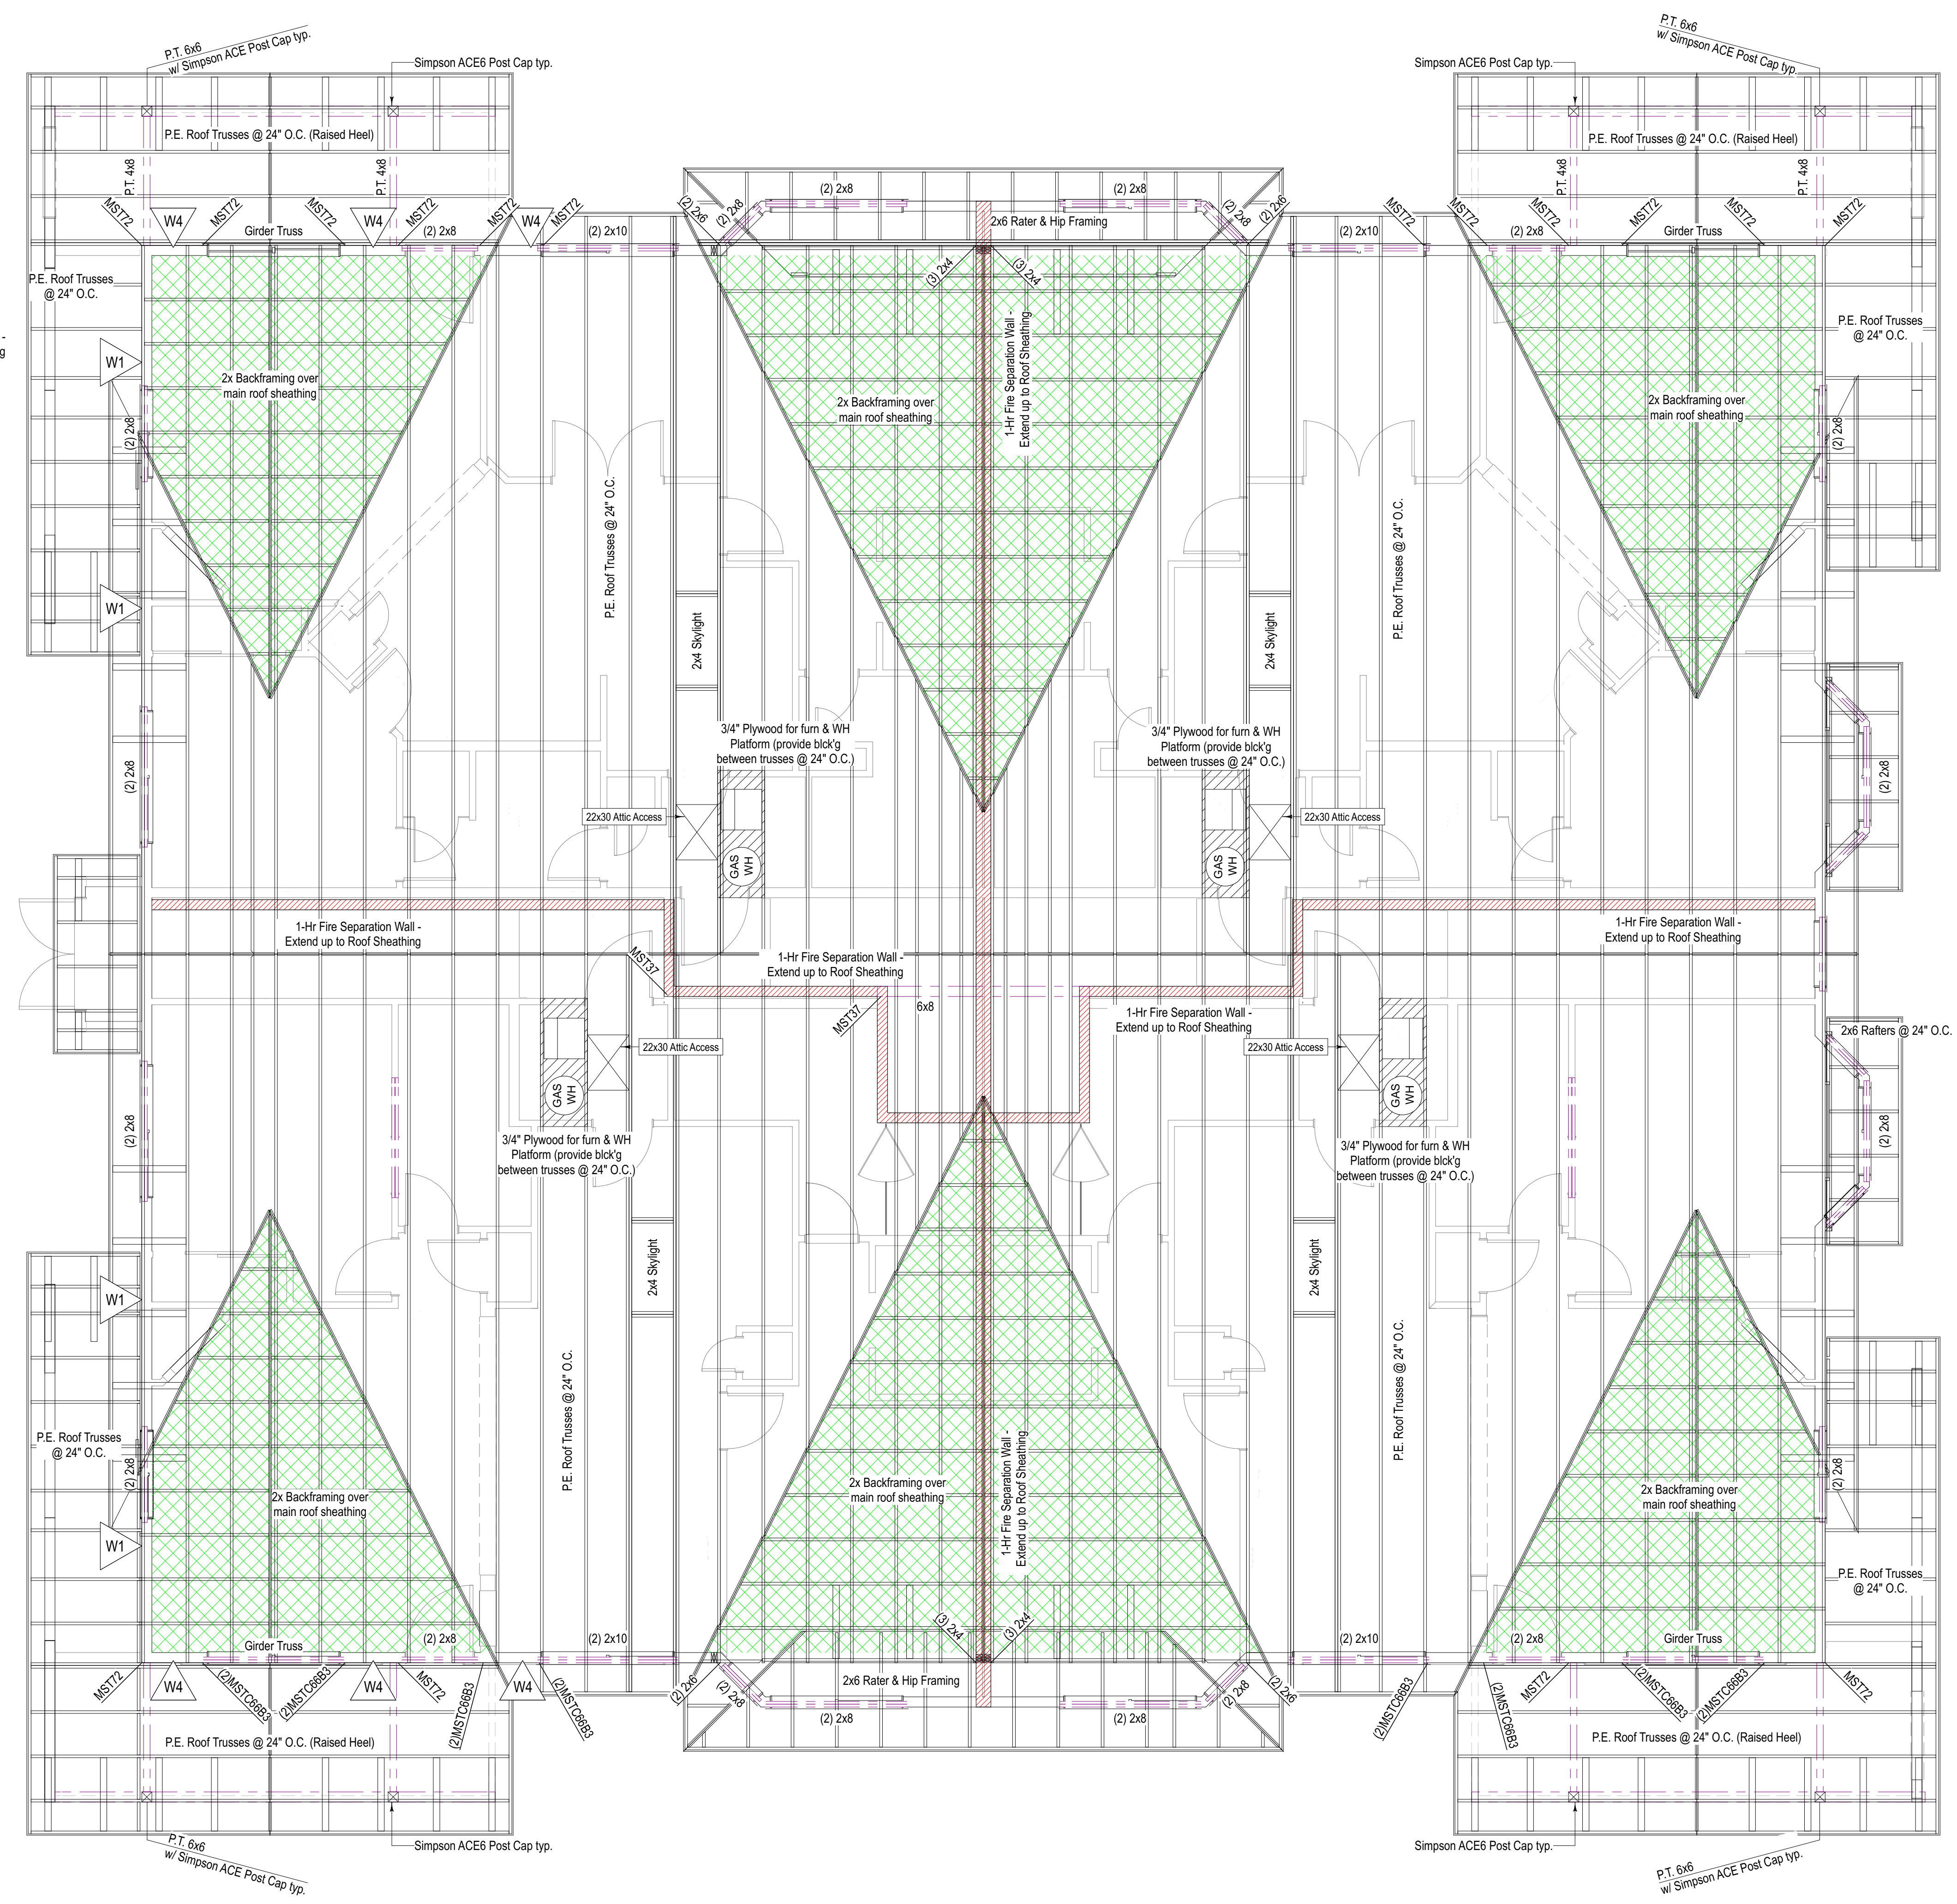 P.T. 6x6
w/ Simpson ACE Post Cap typ.
Simpson ACE6 Post Cap typ.
Simpson ACE6 Post Cap typ.
P.T. 6x6
w/ Simpson ACE Post Cap typ.
P.E. Roof Trusses @ 24" O.C. (Raised Heel)
P.E. Roof Trusses @ 24" O.C. (Raised Heel)
P.T. 4x8
P.T. 4x8
P.T. 4x8
P.T. 4x8
MST72
W4
MST72
MST72
W4
MST72
MST72
W4
MST72
Girder Truss
(2) 2x8
(2) 2x10
(2) 2x6
(2) 2x8
(2) 2x8
(2) 2x8
(2) 2x8
(2) 2x6
2x6 Rater & Hip Framing
(2) 2x10
MST72
MST72
MST72
MST72
MST72
MST72
(2) 2x8
Girder Truss
(3) 2x4
(3) 2x4
P.E. Roof Trusses
@ 24" O.C.
P.E. Roof Trusses
@ 24" O.C.
-
g
W1
2x Backframing over
main roof sheathing
2x Backframing over
main roof sheathing
1-Hr Fire Separation Wall -
Extend up to Roof Sheathing
2x Backframing over
main roof sheathing
(2) 2x8
(2) 2x8
P.E. Roof Trusses @ 24" O.C.
P.E. Roof Trusses @ 24" O.C.
W1
2x4 Skylight
2x4 Skylight
3/4" Plywood for furn & WH
Platform (provide blck'g
between trusses @ 24" O.C.)
3/4" Plywood for furn & WH
Platform (provide blck'g
between trusses @ 24" O.C.)
(2) 2x8
(2) 2x8
22x30 Attic Access
22x30 Attic Access
GAS
WH
GAS
WH
1-Hr Fire Separation Wall -
Extend up to Roof Sheathing
1-Hr Fire Separation Wall -
Extend up to Roof Sheathing
1-Hr Fire Separation Wall -
Extend up to Roof Sheathing
MST37
MST37
6x8
1-Hr Fire Separation Wall -
Extend up to Roof Sheathing
2x6 Rafters @ 24" O.C.
22x30 Attic Access
22x30 Attic Access
GAS
WH
GAS
WH
(2) 2x8
(2) 2x8
3/4" Plywood for furn & WH
Platform (provide blck'g
between trusses @ 24" O.C.)
3/4" Plywood for furn & WH
Platform (provide blck'g
between trusses @ 24" O.C.)
2x4 Skylight
2x4 Skylight
W1
P.E. Roof Trusses @ 24" O.C.
P.E. Roof Trusses @ 24" O.C.
P.E. Roof Trusses
@ 24" O.C.
(2) 2x8
(2) 2x8
2x Backframing over
main roof sheathing
2x Backframing over
main roof sheathing
1-Hr Fire Separation Wall -
Extend up to Roof Sheathing
2x Backframing over
main roof sheathing
W1
P.E. Roof Trusses
@ 24" O.C.
Girder Truss
(2) 2x8
(2) 2x10
(3) 2x4
(3) 2x4
(2) 2x10
(2) 2x8
Girder Truss
MST72
W4
(2)MSTC66B3
(2)MSTC66B3
W4
MST72
(2)MSTC66B3
W4
(2)MSTC66B3
(2) 2x6
(2) 2x8
2x6 Rater & Hip Framing
(2) 2x8
(2) 2x8
(2) 2x8
(2) 2x6
(2)MSTC66B3
(2)MSTC66B3
MST72
(2)MSTC66B3
(2)MSTC66B3
MST72
P.E. Roof Trusses @ 24" O.C. (Raised Heel)
P.E. Roof Trusses @ 24" O.C. (Raised Heel)
P.T. 6x6
w/ Simpson ACE Post Cap typ.
Simpson ACE6 Post Cap typ.
Simpson ACE6 Post Cap typ.
P.T. 6x6
w/ Simpson ACE Post Cap typ.